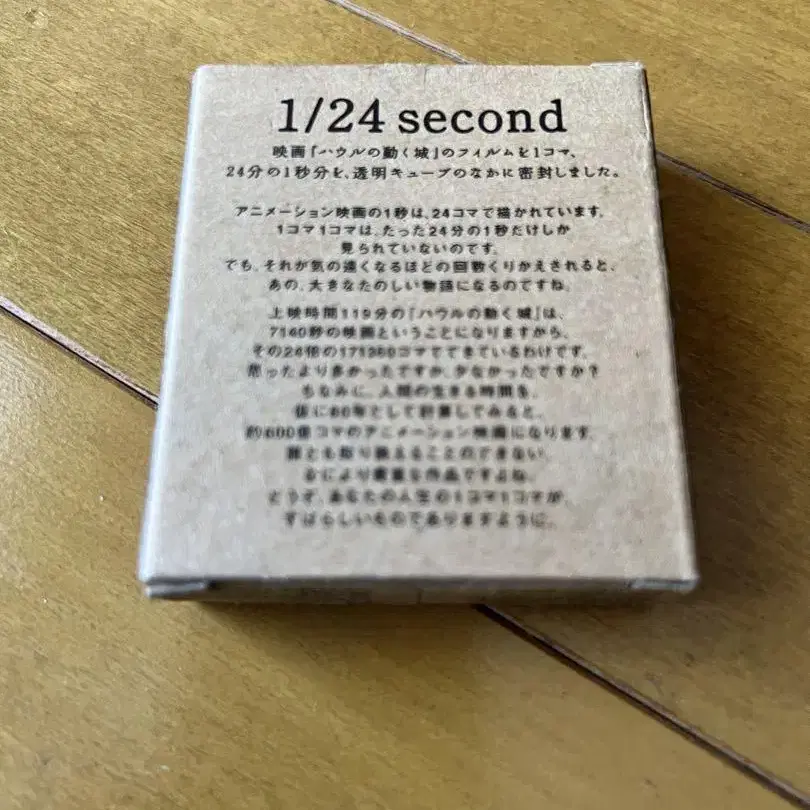 1/24 second
映画「ハウルの動く城」のフィルムを1コマ、
24分の1秒分を、透明キューブのなかに密封しました。
アニメーション映画の1秒は、24コマで描かれています。
1コマ1コマは、たった24分の1秒だけしか
見られていないのです。
でも、それが気の遠くなるほどの回数くりかえされると、
あの、大きなたのしい物語になるのですね。
上映時間119分の「ハウルの動く城」は、
7140秒の映画ということになりますから、
その24倍の171360コマでできているわけです。
思ったより多かったですか、少なかったですか?
ちなみに、人間の生きる時間を、
仮に80年として計算してみると、
約600億コマのアニメーション映画になります。
誰とも取り換えることのできない、
なにより貴重な作品ですよね。
どうぞ、あなたの人生の1コマ1コマが、
すばらしいものでありますように。